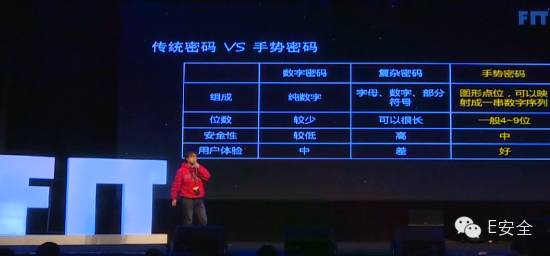 FIT
传统密码 VS 手势密码
数字密码 复杂密码 手势密码
组成 纯数字 字母、数字、部分符号 图形点位，可以映射成一串数字序列
位数 较少 可以很长 一般4~9位
安全性 较低 高 中
用户体验 中 差 好
FIT
E安全